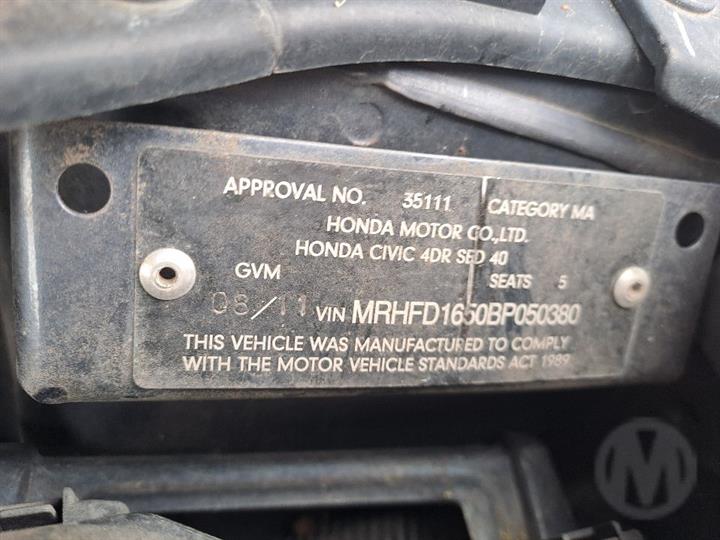 APPROVAL NO. 35111 CATEGORY MA
HONDA MOTOR CO.,LTD.
HONDA CIVIC 4DR SED 40
GVM SEATS 5
08/11 VIN MRHFD1650BP050380
THIS VEHICLE WAS MANUFACTURED TO COMPLY
WITH THE MOTOR VEHICLE STANDARDS ACT 1989
M